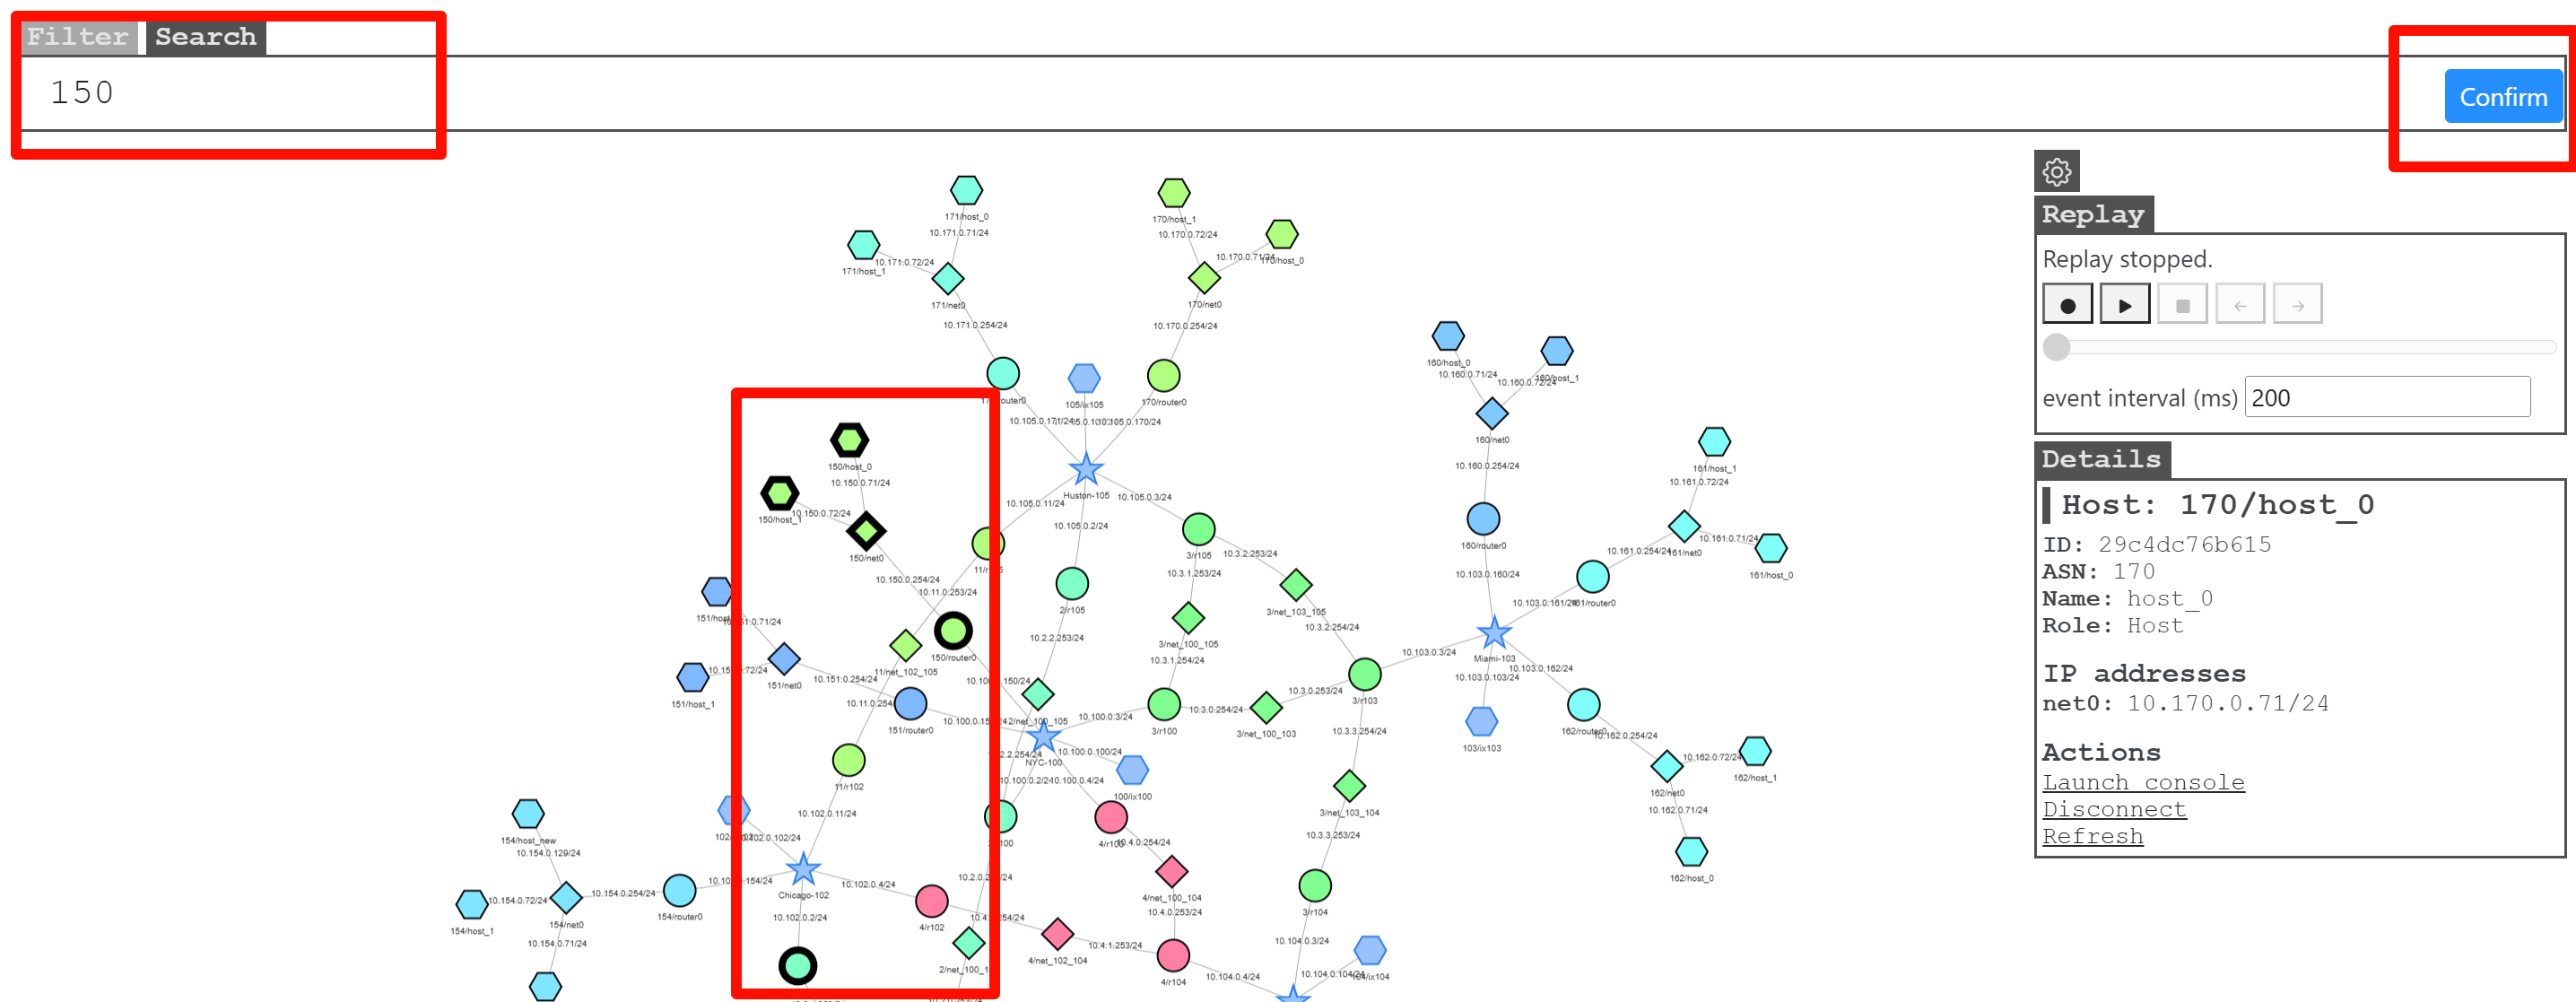 Filter Search
150
Confirm
Replay
Replay stopped.
event interval (ms) 200
Details
Host: 170/host_0
ID: 29c4dc76b615
ASN: 170
Name: host_0
Role: Host
IP addresses
net0: 10.170.0.71/24
Actions
Launch console
Disconnect
Refresh
171/host_0
10.171.0.71/24
171/host_1
10.171.0.72/24
171/net0
10.171.0.254/24
170/host_1
10.170.0.72/24
170/host_0
10.170.0.71/24
170/net0
10.170.0.254/24
170/router0
105/ix105
Huston-105
10.105.0.11/24
10.105.0.3/24
10.105.0.2/24
150/host_0
10.150.0.71/24
150/host_1
10.150.0.72/24
150/net0
10.150.0.254/24
10.11.0.253/24
150/router0
11/net_102_105
151/net0
10.151.0.254/24
151/host_1
151/router0
11/r102
10.102.0.11/24
2/r105
10.2.2.253/24
2/net_100_105
3/r105
10.3.1.253/24
10.3.2.253/24
3/net_103_105
10.3.2.254/24
3/net_100_105
10.3.1.254/24
10.100.0.3/24
3/r100
10.3.0.254/24
3/net_100_103
10.3.0.253/24
3/r103
10.3.3.254/24
3/net_103_104
10.3.3.253/24
3/r104
10.104.0.3/24
NYC-100
10.100.0.100/24
100/ix100
10.100.0.4/24
4/r100
10.4.0.254/24
4/net_100_104
10.4.0.253/24
4/r104
10.104.0.4/24
160/host_0
10.160.0.71/24
160/host_1
10.160.0.72/24
160/net0
10.160.0.254/24
160/router0
10.103.0.160/24
161/host_1
10.161.0.72/24
161/net0
10.161.0.71/24
161/host_0
10.161.0.254/24
161/router0
10.103.0.161/24
10.103.0.3/24
Miami-103
10.103.0.162/24
10.103.0.103/24
103/ix103
162/router0
10.162.0.254/24
162/net0
10.162.0.72/24
162/host_1
10.162.0.71/24
162/host_0
154/host_new
10.154.0.129/24
154/host_1
10.154.0.72/24
154/net0
10.154.0.254/24
154/router0
10.154.0.71/24
Chicago-102
10.102.0.4/24
10.102.0.2/24
4/r102
4/net_102_104
10.4.1.253/24
10.104.0.104/24